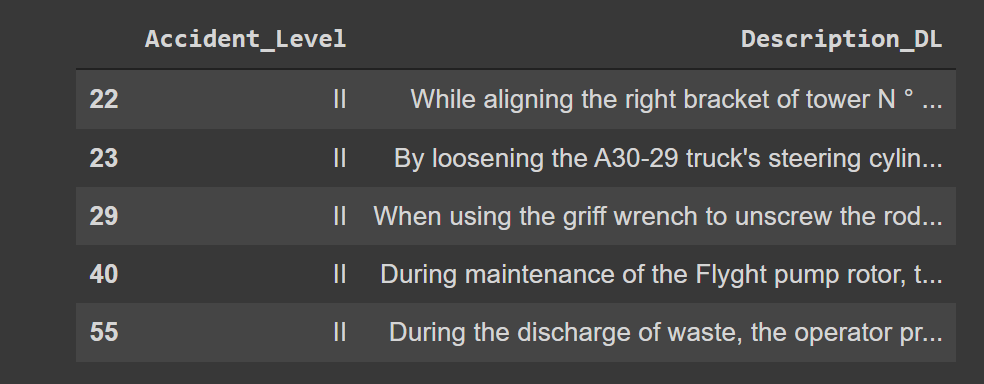 Accident_Level Description_DL
22 II While aligning the right bracket of tower N ° ...
23 II By loosening the A30-29 truck's steering cylin...
29 II When using the griff wrench to unscrew the rod...
40 II During maintenance of the Flyght pump rotor, t...
55 II During the discharge of waste, the operator pr...